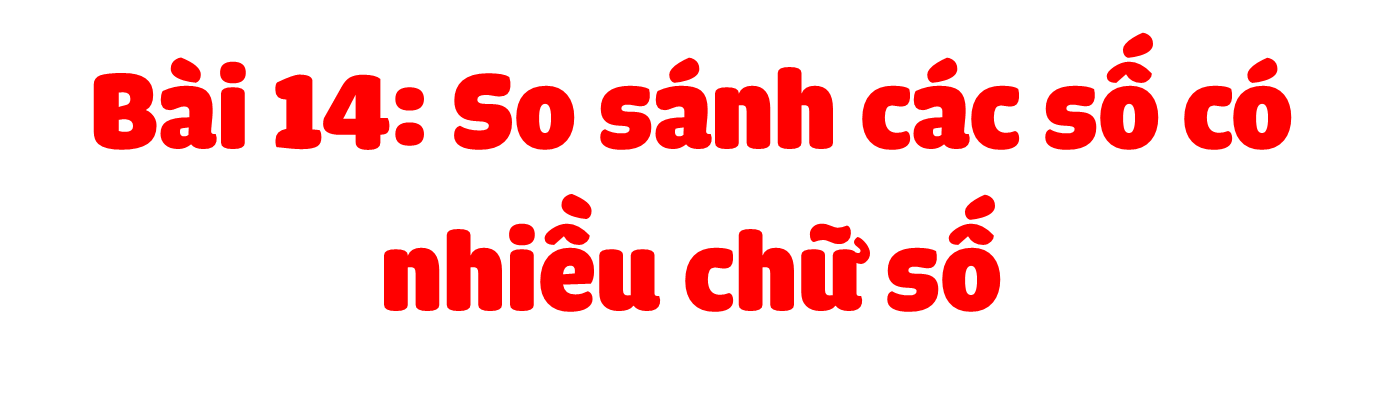 Bài 14: So sánh các số có
nhiều chữ số